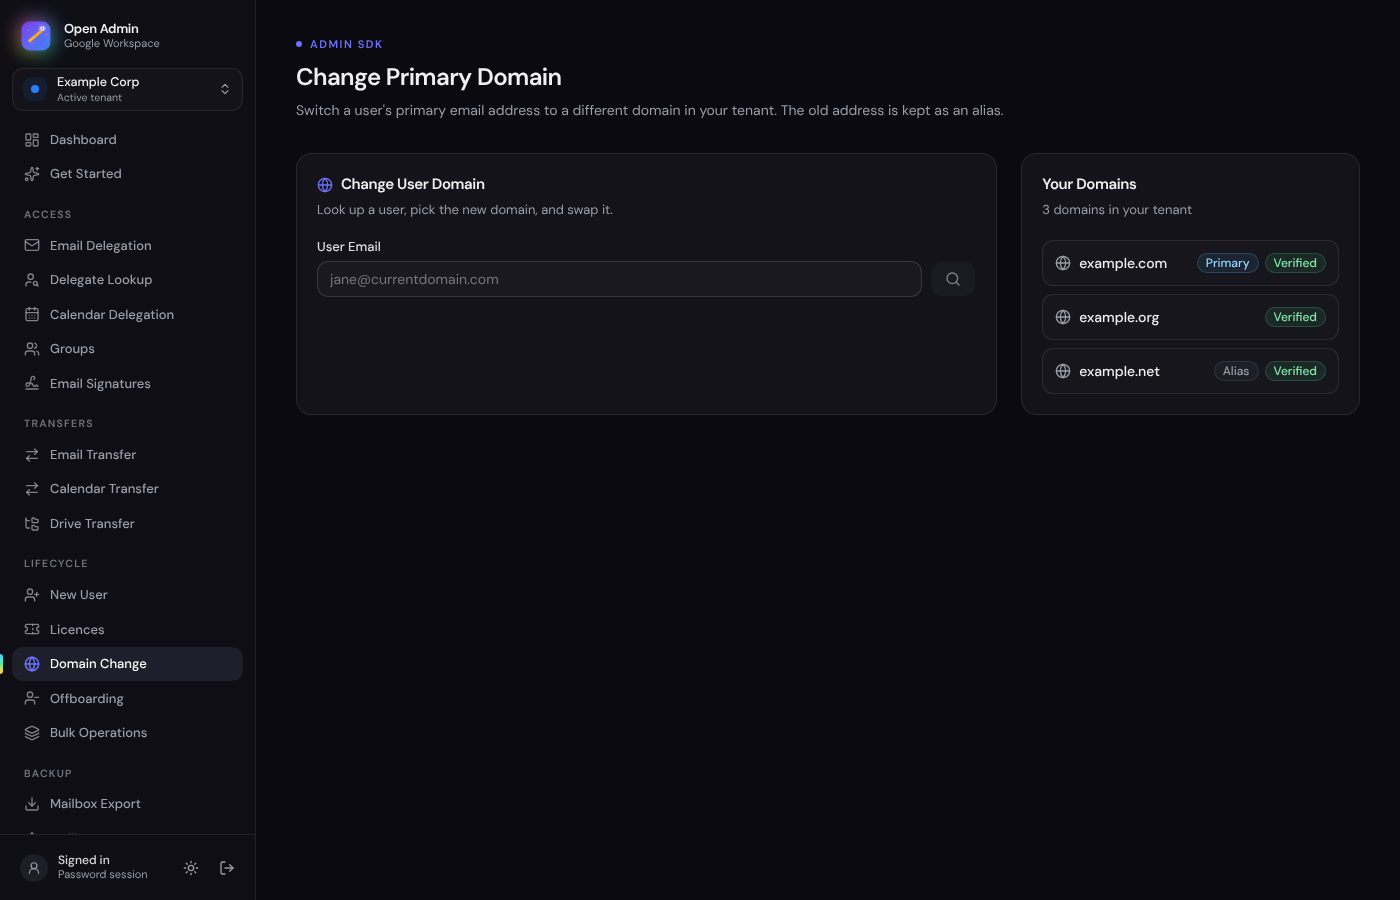 Open Admin
Google Workspace
Example Corp
Active tenant
Dashboard
Get Started
ACCESS
Email Delegation
Delegate Lookup
Calendar Delegation
Groups
Email Signatures
TRANSFERS
Email Transfer
Calendar Transfer
Drive Transfer
LIFECYCLE
New User
Licences
Domain Change
Offboarding
Bulk Operations
BACKUP
Mailbox Export
Signed in
Password session
ADMIN SDK
Change Primary Domain
Switch a user's primary email address to a different domain in your tenant. The old address is kept as an alias.
Change User Domain
Look up a user, pick the new domain, and swap it.
User Email
jane@currentdomain.com
Your Domains
3 domains in your tenant
example.com Primary Verified
example.org Verified
example.net Alias Verified